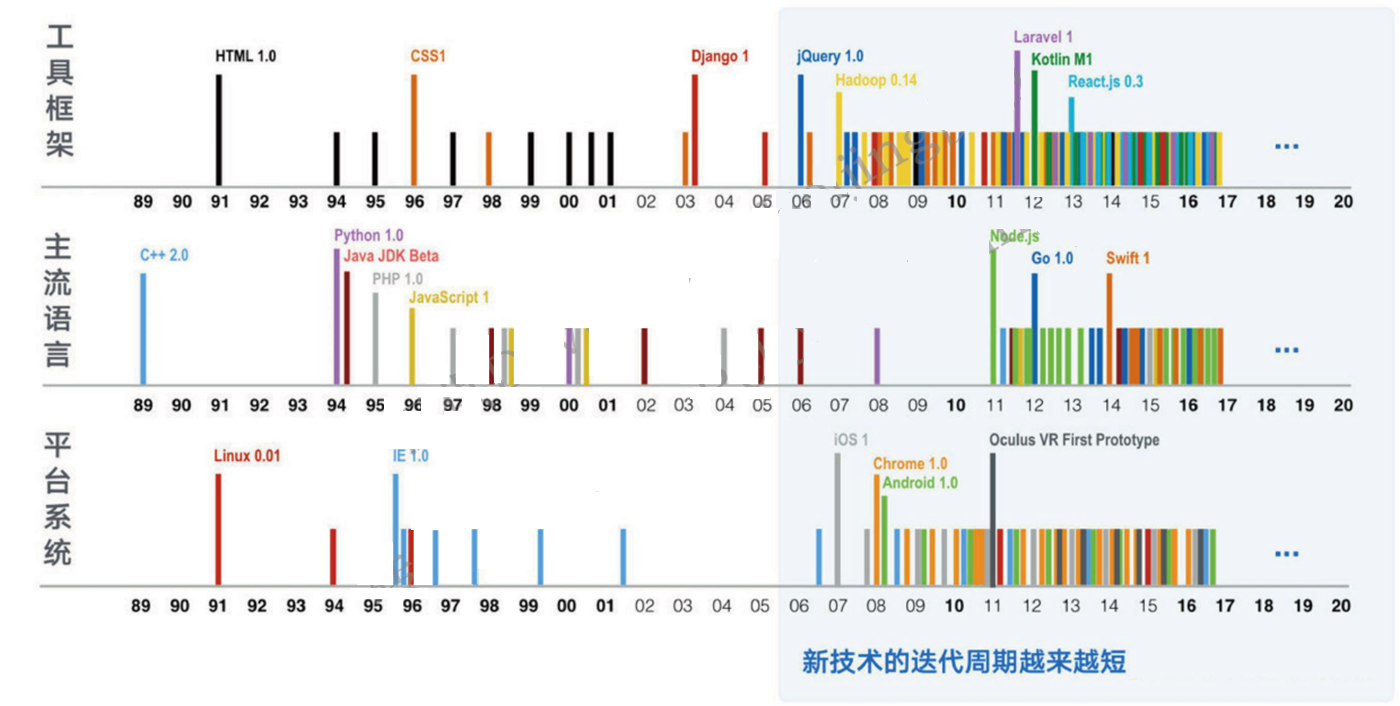 工具框架
HTML 1.0
CSS1
Django 1
jQuery 1.0
Hadoop 0.14
Laravel 1
Kotlin M1
React.js 0.3
...
89 90 91 92 93 94 95 96 97 98 99 00 01 02 03 04 05 06 07 08 09 10 11 12 13 14 15 16 17 18 19 20
主流语言
C++ 2.0
Python 1.0
Java JDK Beta
PHP 1.0
JavaScript 1
Node.js
Go 1.0
Swift 1
...
89 90 91 92 93 94 95 96 97 98 99 00 01 02 03 04 05 06 07 08 09 10 11 12 13 14 15 16 17 18 19 20
平台系统
Linux 0.01
IE 1.0
iOS 1
Chrome 1.0
Android 1.0
Oculus VR First Prototype
...
89 90 91 92 93 94 95 96 97 98 99 00 01 02 03 04 05 06 07 08 09 10 11 12 13 14 15 16 17 18 19 20
新技术的迭代周期越来越短